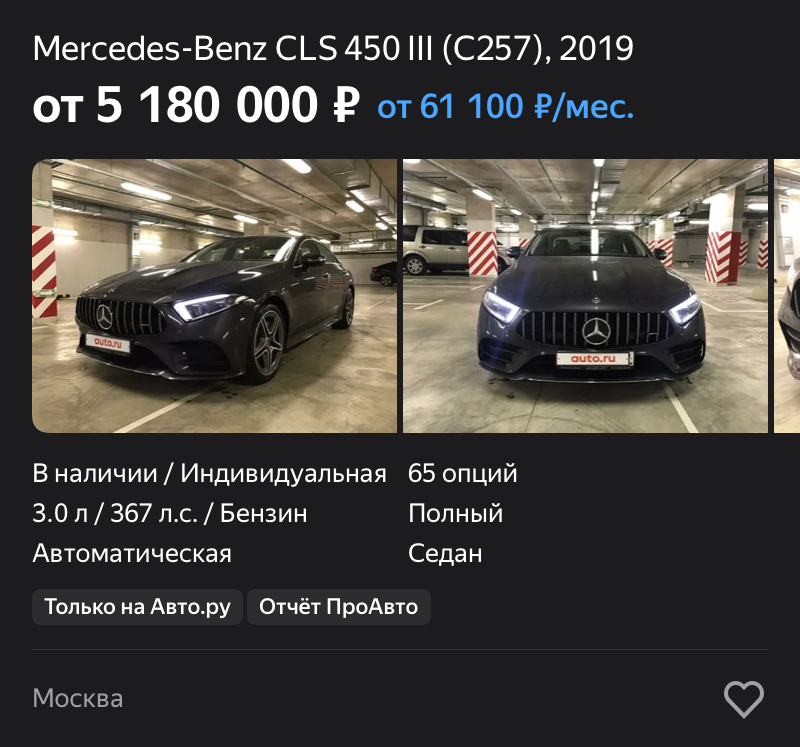 Mercedes-Benz CLS 450 III (C257), 2019
от 5 180 000 ₽ от 61 100 ₽/мес.
auto.ru
auto.ru
В наличии / Индивидуальная 65 опций
3.0 л / 367 л.с. / Бензин Полный
Автоматическая Седан
Только на Авто.ру Отчёт ПроАвто
Москва